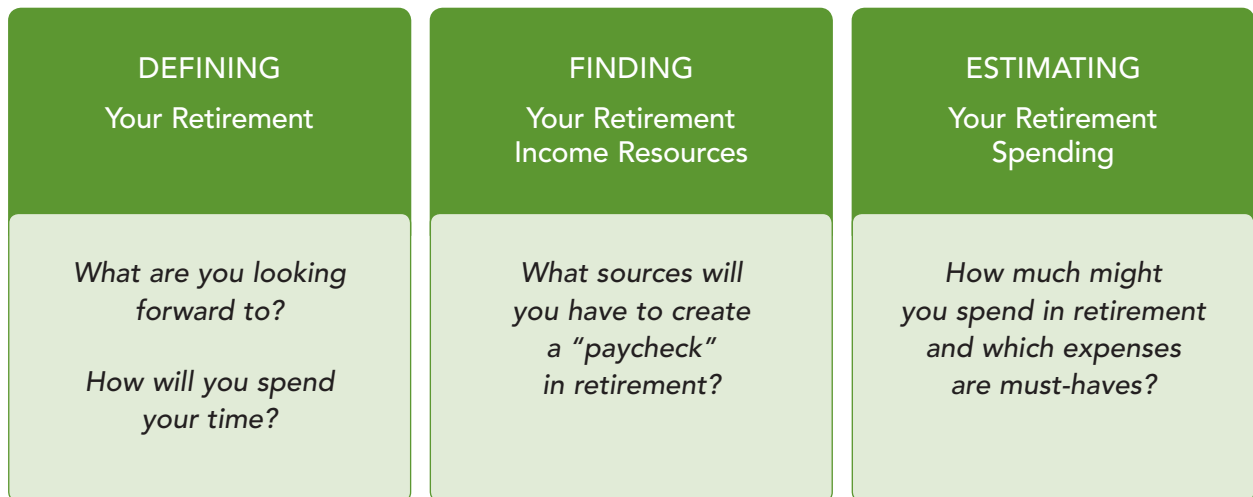 DEFINING
Your Retirement
What are you looking
forward to?
How will you spend
your time?
FINDING
Your Retirement
Income Resources
What sources will
you have to create
a “paycheck”
in retirement?
ESTIMATING
Your Retirement
Spending
How much might
you spend in retirement
and which expenses
are must-haves?